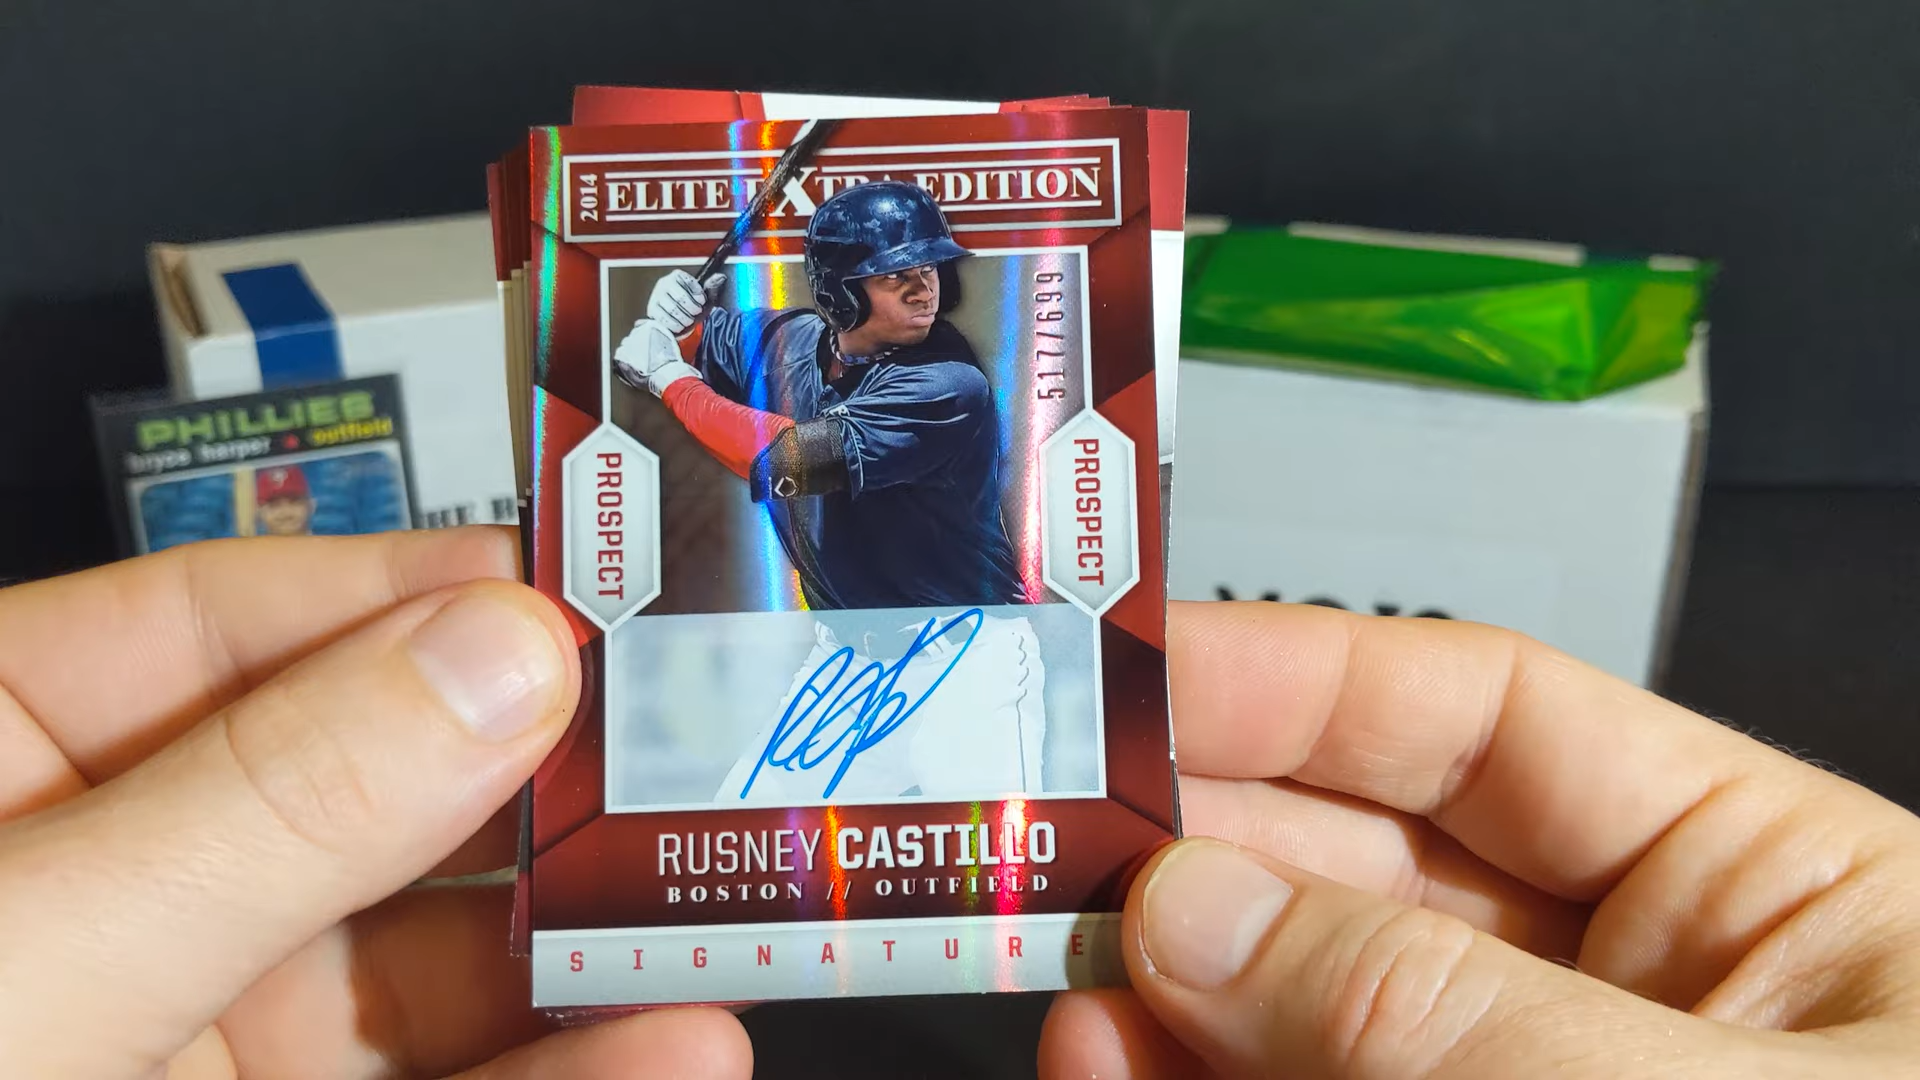 2014
ELITE EXTRA EDITION
517/699
PROSPECT
PROSPECT
RUSNEY CASTILLO
BOSTON // OUTFIELD
SIGNATURE
PHILLIES
bryce harper • outfield